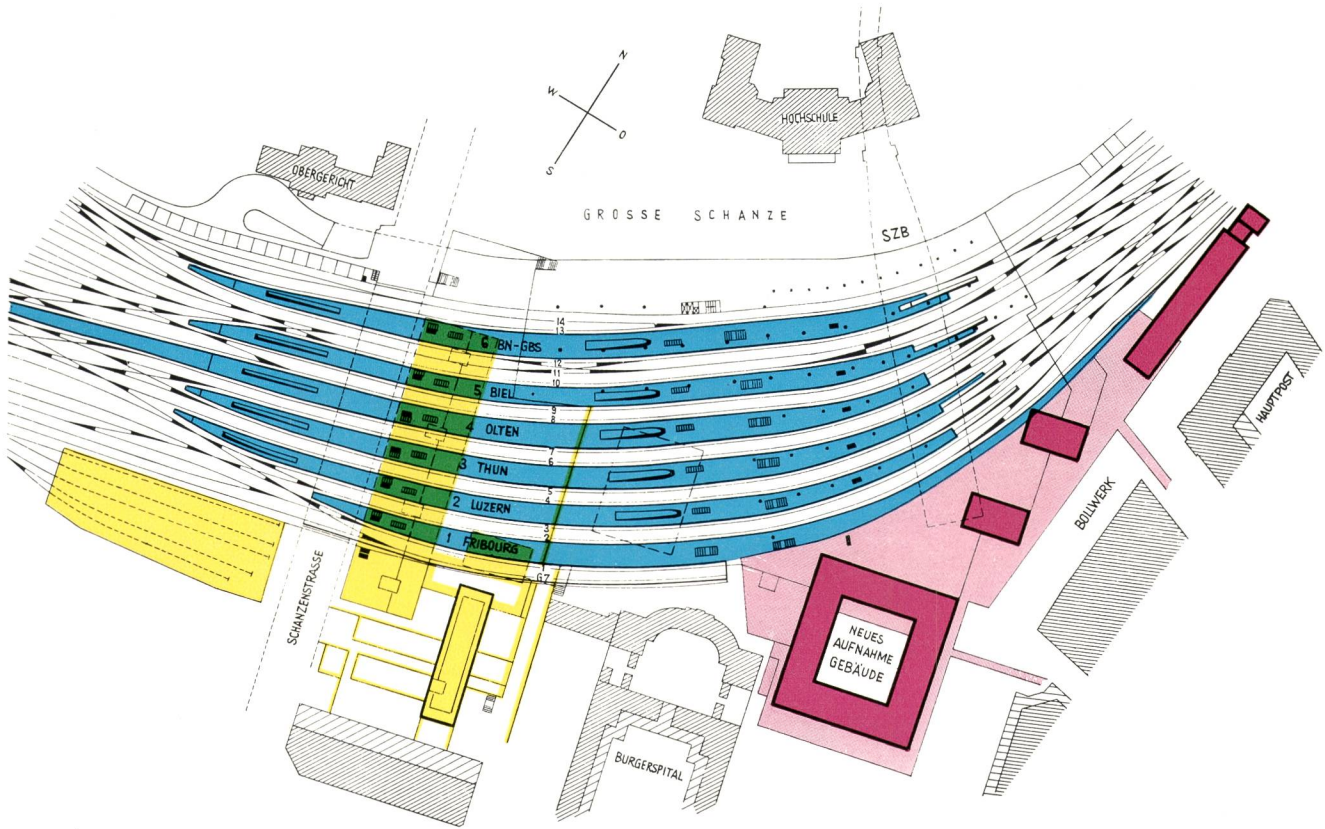 N
W
O
S
HOCHSCHULE
OBERGERICHT
GROSSE SCHANZE
SZB
14
13
6 BN-GBS
12
11
10
5 BIEL
9
8
4 OLTEN
7
6
3 THUN
5
4
2 LUZERN
3
2
1 FRIBOURG
1
GZ
HAUPTPOST
BOLLWERK
SCHANZENSTRASSE
NEUES
AUFNAHME
GEBÄUDE
BURGERSPITAL